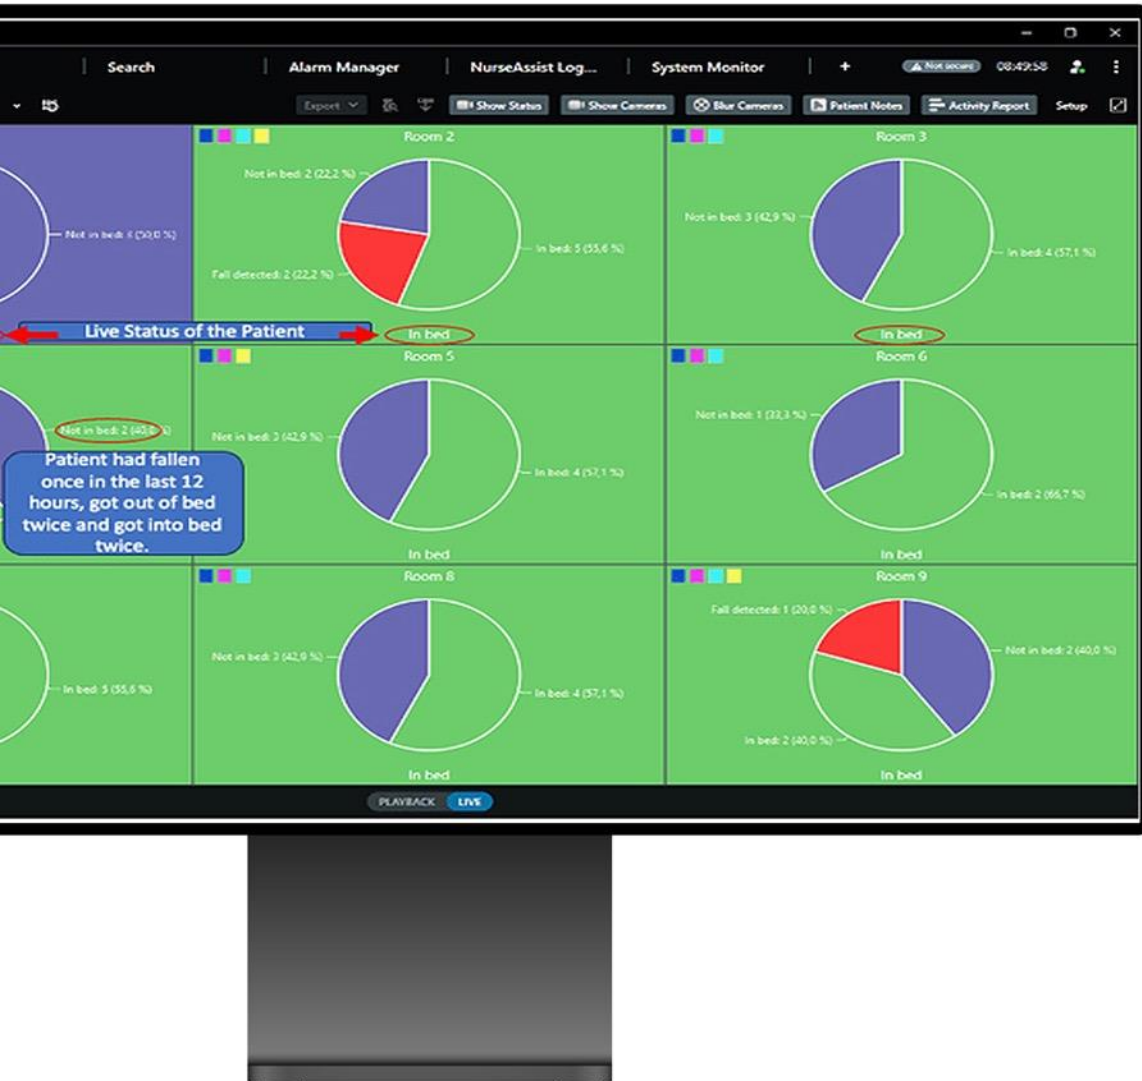 Search
Alarm Manager
NurseAssist Log...
System Monitor
+
Not secure
08:49:58
Export
Show Status
Show Cameras
Blur Cameras
Patient Notes
Activity Report
Setup
Not in bed: (50,0 %)
Room 2
Not in bed: 2 (22,2 %)
In bed: 5 (55,6 %)
Fall detected: 2 (22,2 %)
In bed
Room 3
Not in bed: 3 (42,9 %)
In bed: 4 (57,1 %)
In bed
Live Status of the Patient
Not in bed: 2 (40,0 %)
Patient had fallen
once in the last 12
hours, got out of bed
twice and got into bed
twice.
Room 5
Not in bed: 3 (42,9 %)
In bed: 4 (57,1 %)
In bed
Room 6
Not in bed: 1 (33,3 %)
In bed: 2 (66,7 %)
In bed
In bed: 5 (55,6 %)
Room 8
Not in bed: 3 (42,9 %)
In bed: 4 (57,1 %)
In bed
Room 9
Fall detected: 1 (20,0 %)
Not in bed: 2 (40,0 %)
In bed: 2 (40,0 %)
In bed
PLAYBACK
LIVE